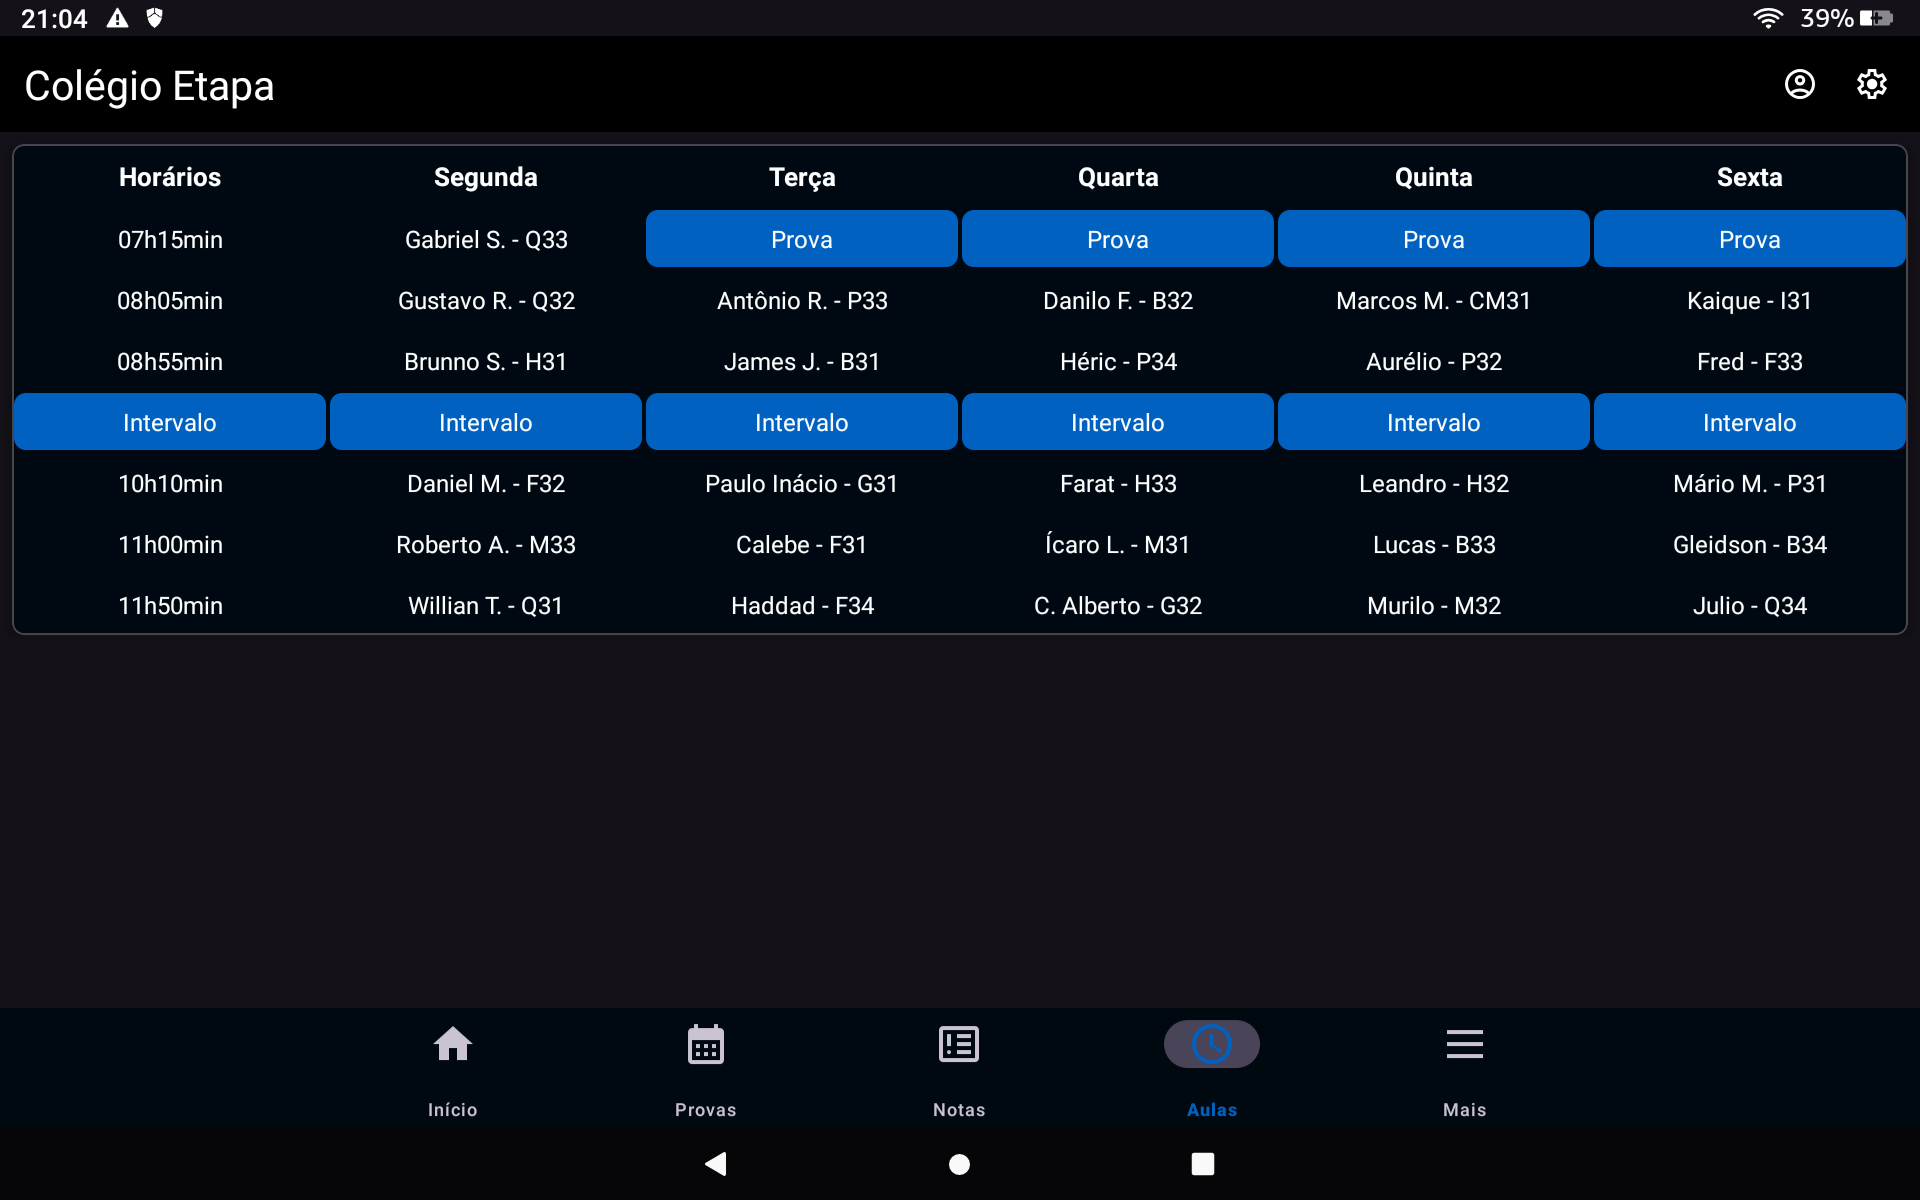 21:04 39%
Colégio Etapa
Horários Segunda Terça Quarta Quinta Sexta
07h15min Gabriel S. - Q33 Prova Prova Prova Prova
08h05min Gustavo R. - Q32 Antônio R. - P33 Danilo F. - B32 Marcos M. - CM31 Kaique - I31
08h55min Brunno S. - H31 James J. - B31 Héric - P34 Aurélio - P32 Fred - F33
Intervalo Intervalo Intervalo Intervalo Intervalo Intervalo
10h10min Daniel M. - F32 Paulo Inácio - G31 Farat - H33 Leandro - H32 Mário M. - P31
11h00min Roberto A. - M33 Calebe - F31 Ícaro L. - M31 Lucas - B33 Gleidson - B34
11h50min Willian T. - Q31 Haddad - F34 C. Alberto - G32 Murilo - M32 Julio - Q34
Início Provas Notas Aulas Mais